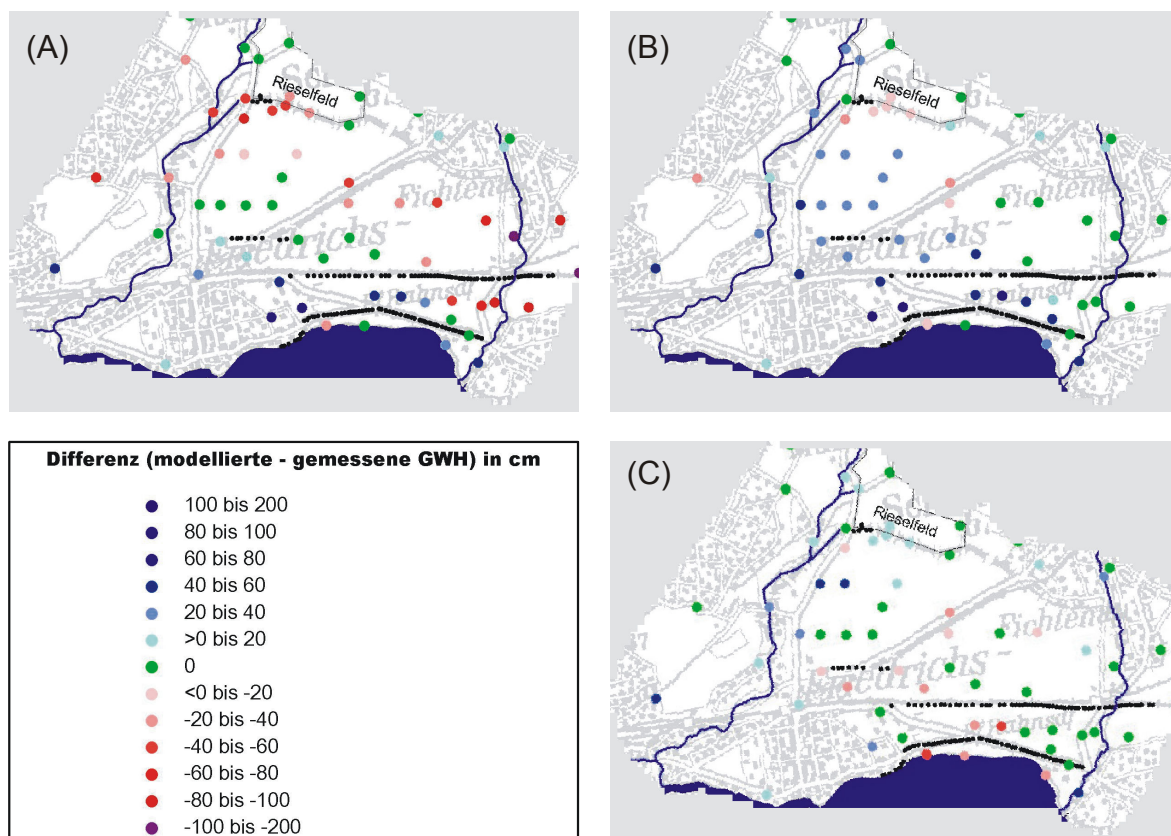 (A)
Rieselfeld
(B)
Rieselfeld
Differenz (modellierte - gemessene GWH) in cm
100 bis 200
80 bis 100
60 bis 80
40 bis 60
20 bis 40
>0 bis 20
0
<0 bis -20
-20 bis -40
-40 bis -60
-60 bis -80
-80 bis -100
-100 bis -200
(C)
Rieselfeld